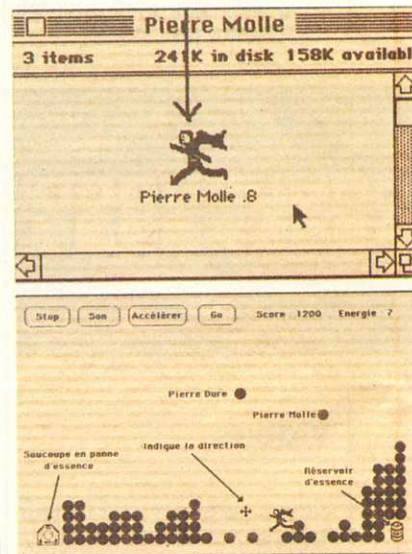 Pierre Molle
3 items 241K in disk 158K availabl
Pierre Molle .8
Stop Son Accélérer Go Score 1200 Energie 7
Pierre Dure
Pierre Molle
Saucoupe en panne
d'essence
Indique la direction
Réservoir
d'essence